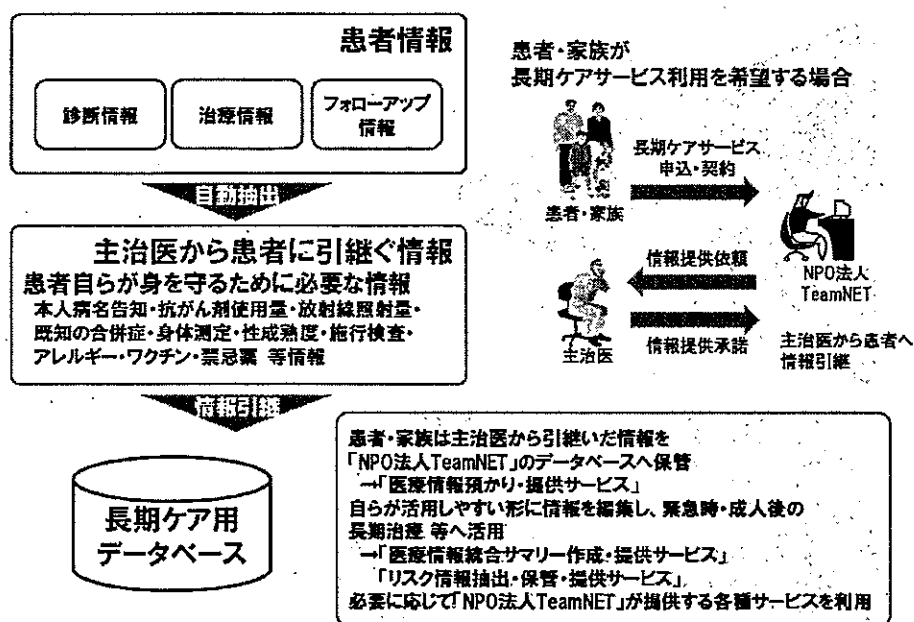 患者情報
診断情報
治療情報
フォローアップ
情報
自動抽出
主治医から患者に引継ぐ情報
患者自らが身を守るために必要な情報
本人病名告知・抗がん剤使用量・放射線照射量・
既知の合併症・身体測定・性成熟度・施行検査・
アレルギー・ワクチン・禁忌薬 等情報
情報引継
長期ケア用
データベース
患者・家族が
長期ケアサービス利用を希望する場合
長期ケアサービス
申込・契約
患者・家族
情報提供依頼
NPO法人
TeamNET
主治医
情報提供承諾
主治医から患者へ
情報引継
患者・家族は主治医から引継いだ情報を
「NPO法人TeamNET」のデータベースへ保管
→「医療情報預かり・提供サービス」
自らが活用しやすい形に情報を編集し、緊急時・成人後の
長期治療 等へ活用
→「医療情報統合サマリー作成・提供サービス」
「リスク情報抽出・保管・提供サービス」
必要に応じて「NPO法人TeamNET」が提供する各種サービスを利用